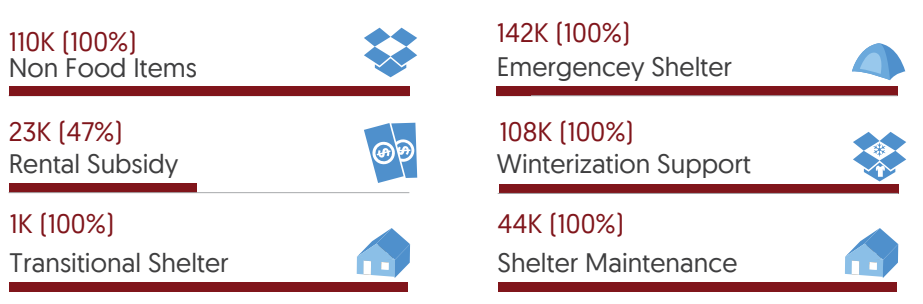 110K (100%)
Non Food Items
142K (100%)
Emergencey Shelter
23K (47%)
Rental Subsidy
108K (100%)
Winterization Support
1K (100%)
Transitional Shelter
44K (100%)
Shelter Maintenance